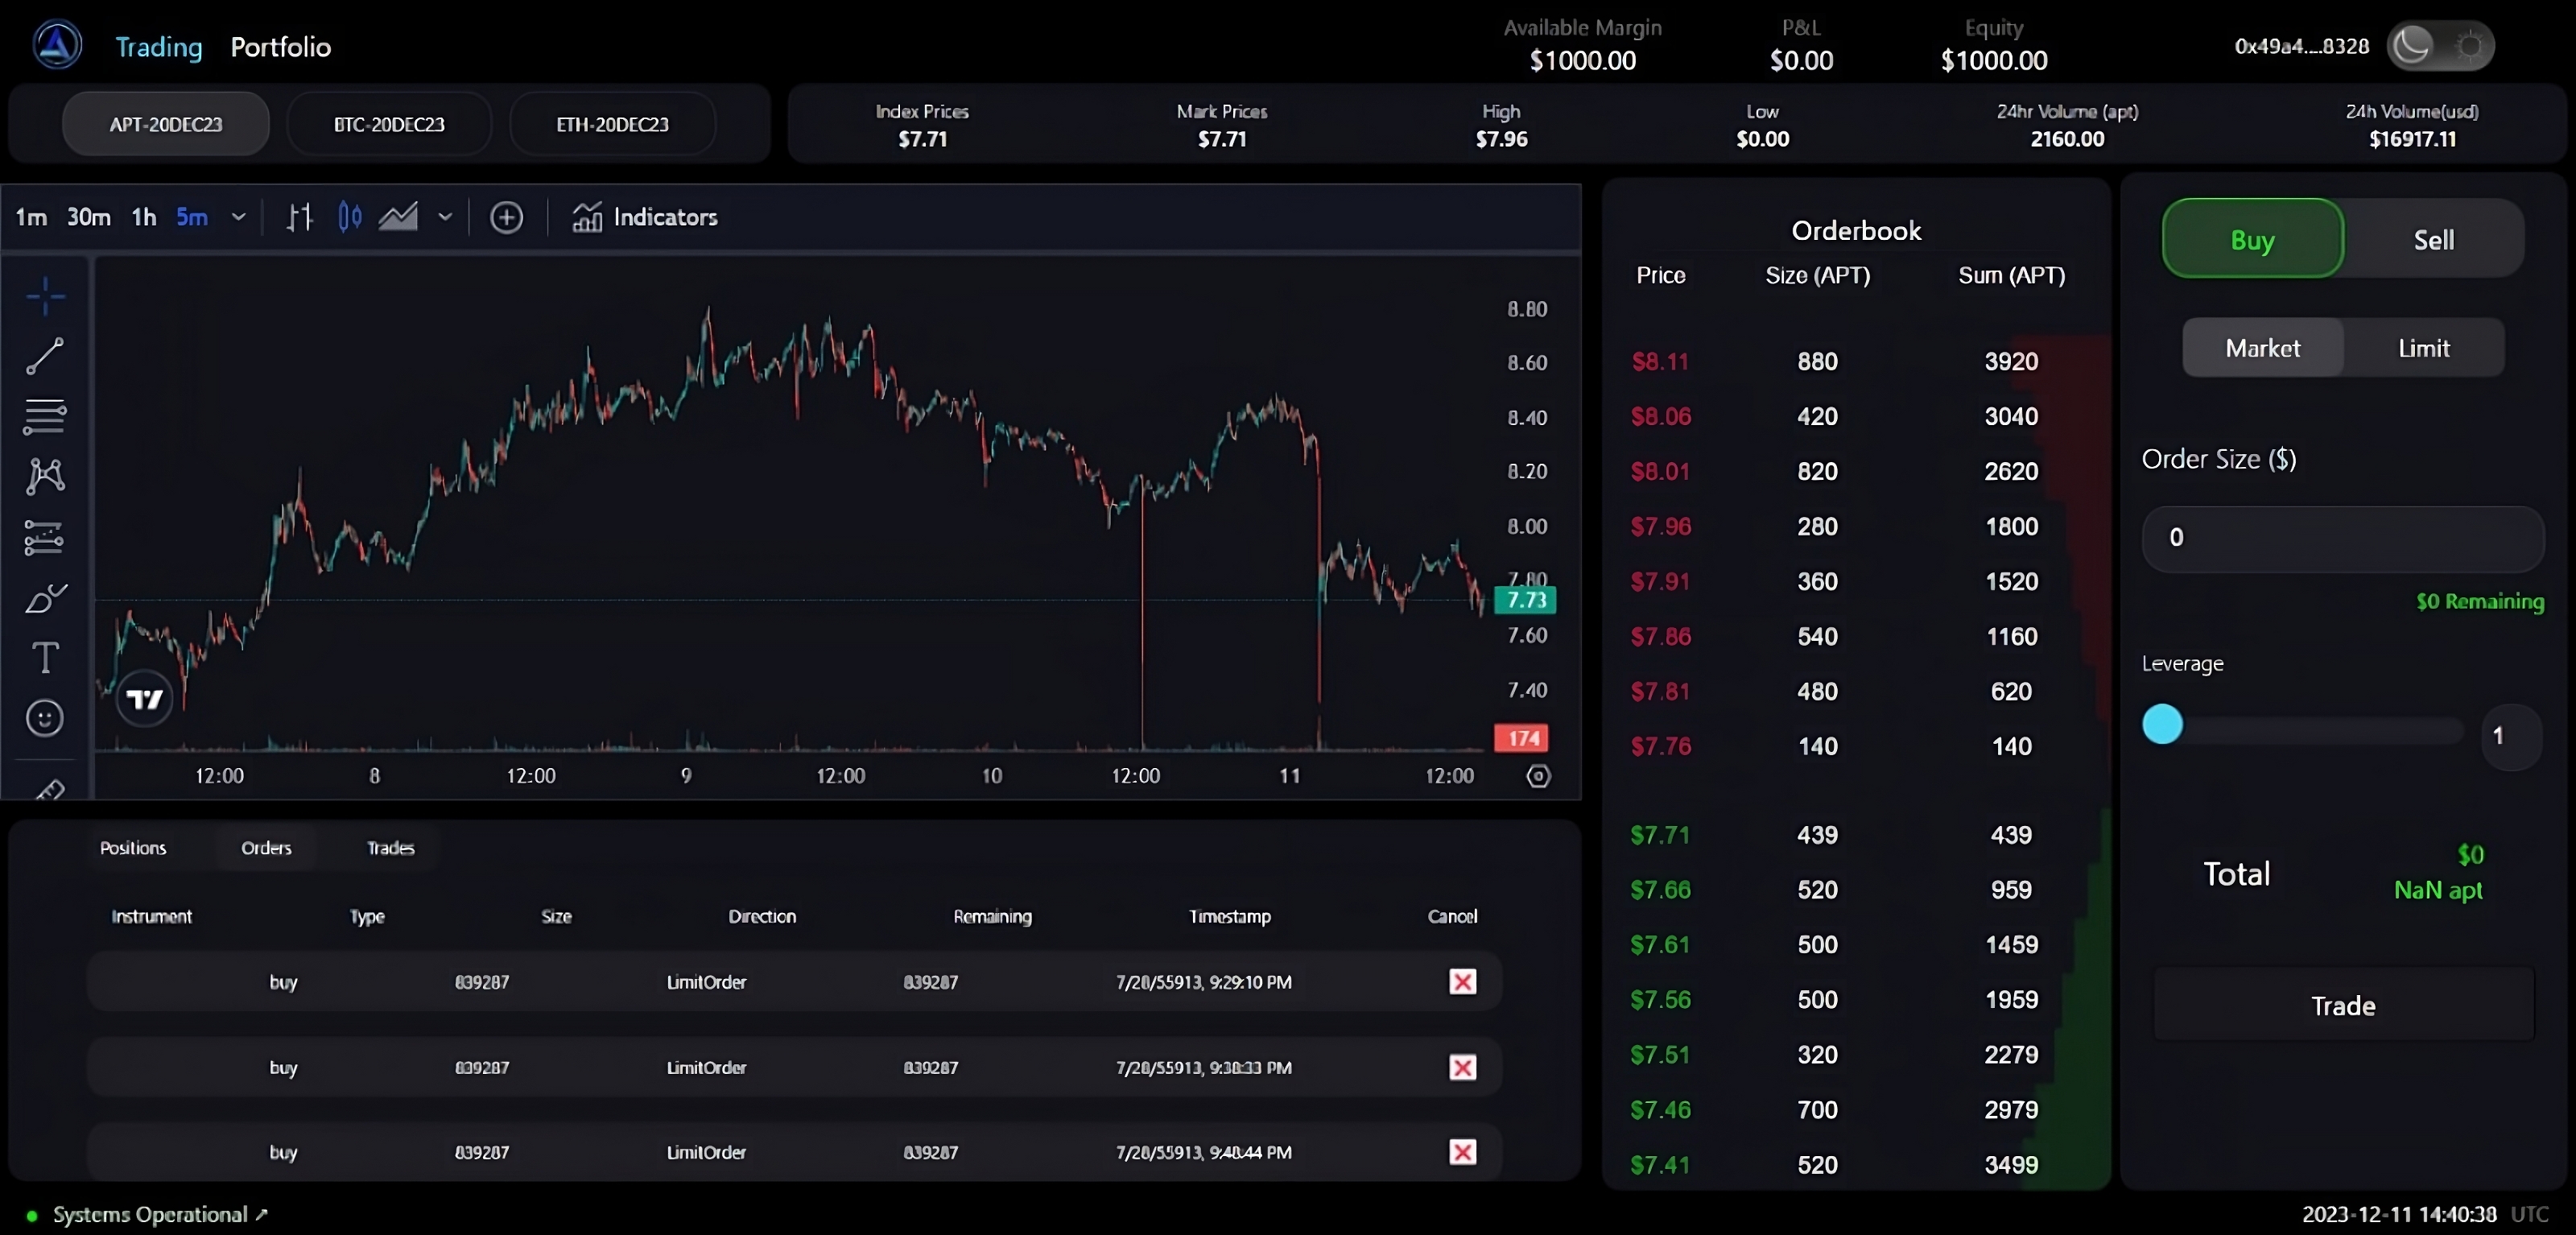 Trading Portfolio
Available Margin P&L Equity
$1000.00 $0.00 $1000.00
0x49a4....8328
APT-20DEC23 BTC-20DEC23 ETH-20DEC23
Index Prices Mark Prices High Low 24hr Volume (apt) 24h Volume(usd)
$7.71 $7.71 $7.96 $0.00 2160.00 $16917.11
1m 30m 1h 5m Indicators
8.80
8.60
8.40
8.20
8.00
7.80
7.73
7.60
7.40
174
12:00 8 12:00 9 12:00 10 12:00 11 12:00
Positions Orders Trades
Instrument Type Size Direction Remaining Timestamp Cancel
buy 839287 LimitOrder 839287 7/28/55913, 9:29:10 PM
buy 839287 LimitOrder 839287 7/28/55913, 9:38:33 PM
buy 839287 LimitOrder 839287 7/28/55913, 9:48:44 PM
Orderbook
Price Size (APT) Sum (APT)
$8.11 880 3920
$8.06 420 3040
$8.01 820 2620
$7.96 280 1800
$7.91 360 1520
$7.86 540 1160
$7.81 480 620
$7.76 140 140
$7.71 439 439
$7.66 520 959
$7.61 500 1459
$7.56 500 1959
$7.51 320 2279
$7.46 700 2979
$7.41 520 3499
Buy Sell
Market Limit
Order Size ($)
0
$0 Remaining
Leverage
1
Total
$0
NaN apt
Trade
Systems Operational ↗
2023-12-11 14:40:38 UTC